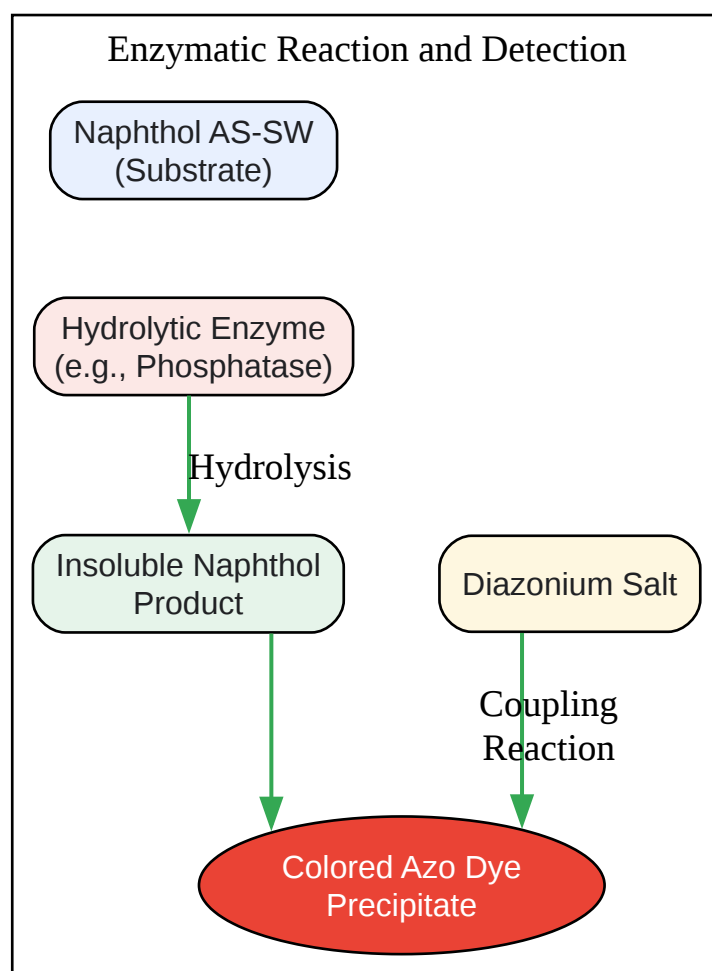 Enzymatic Reaction and Detection
Naphthol AS-SW
(Substrate)
Hydrolytic Enzyme
(e.g., Phosphatase)
Hydrolysis
Insoluble Naphthol
Product
Diazonium Salt
Coupling
Reaction
Colored Azo Dye
Precipitate